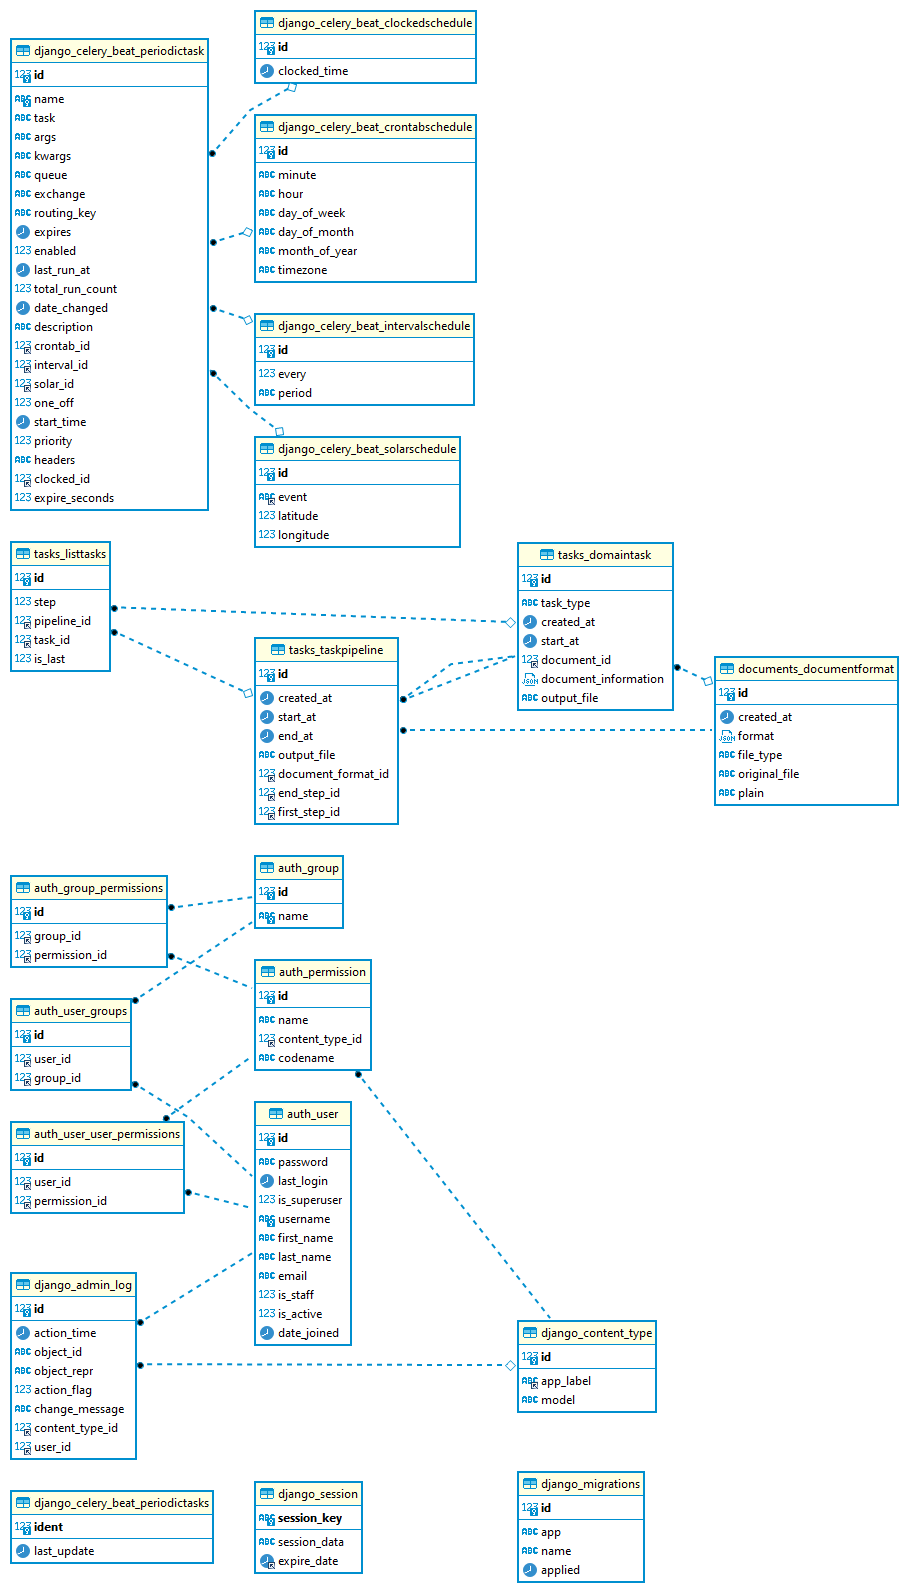 django_celery_beat_periodictask
id
name
task
args
kwargs
queue
exchange
routing_key
expires
enabled
last_run_at
total_run_count
date_changed
description
crontab_id
interval_id
solar_id
one_off
start_time
priority
headers
clocked_id
expire_seconds
django_celery_beat_clockedschedule
id
clocked_time
django_celery_beat_crontabschedule
id
minute
hour
day_of_week
day_of_month
month_of_year
timezone
django_celery_beat_intervalschedule
id
every
period
django_celery_beat_solarschedule
id
event
latitude
longitude
tasks_listtasks
id
step
pipeline_id
task_id
is_last
tasks_taskpipeline
id
created_at
start_at
end_at
output_file
document_format_id
end_step_id
first_step_id
tasks_domaintask
id
task_type
created_at
start_at
document_id
document_information
output_file
documents_documentformat
id
created_at
format
file_type
original_file
plain
auth_group_permissions
id
group_id
permission_id
auth_group
id
name
auth_user_groups
id
user_id
group_id
auth_permission
id
name
content_type_id
codename
auth_user_user_permissions
id
user_id
permission_id
auth_user
id
password
last_login
is_superuser
username
first_name
last_name
email
is_staff
is_active
date_joined
django_admin_log
id
action_time
object_id
object_repr
action_flag
change_message
content_type_id
user_id
django_content_type
id
app_label
model
django_celery_beat_periodictasks
ident
last_update
django_session
session_key
session_data
expire_date
django_migrations
id
app
name
applied